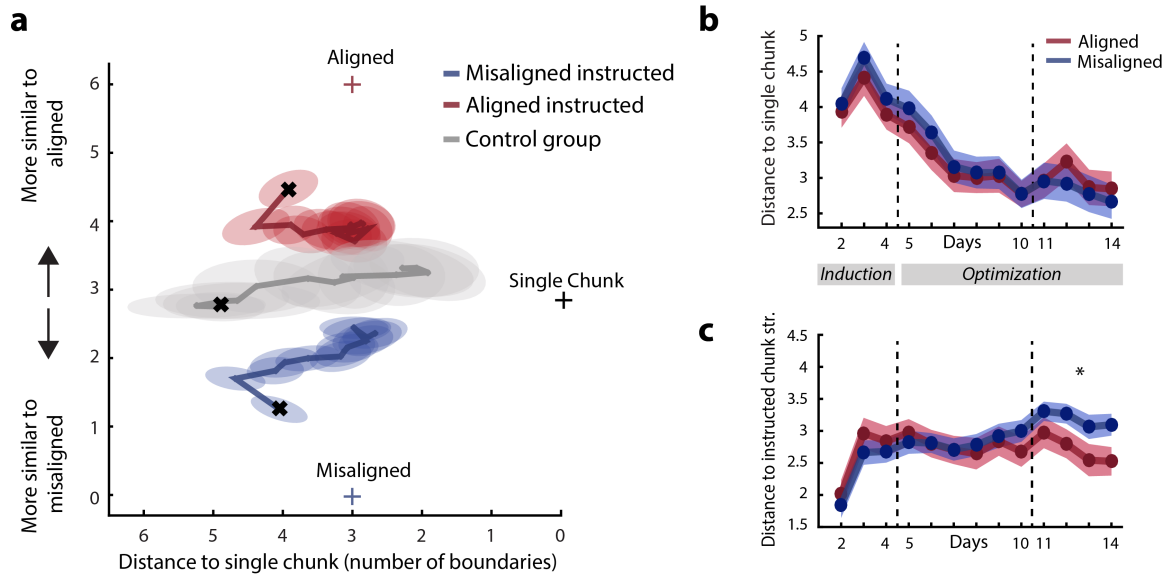 a
More similar to
aligned
More similar to
misaligned
6
5
4
3
2
1
0
Aligned
Misaligned instructed
Aligned instructed
Control group
Single Chunk
Misaligned
6
5
4
3
2
1
0
Distance to single chunk (number of boundaries)
b
Distance to single chunk
5
4.5
4
3.5
3
2.5
Aligned
Misaligned
2
4
5
Days
10
11
14
Induction
Optimization
c
Distance to instructed chunk str.
4.5
4
3.5
3
2.5
2
1.5
*
2
4
5
Days
10
11
14